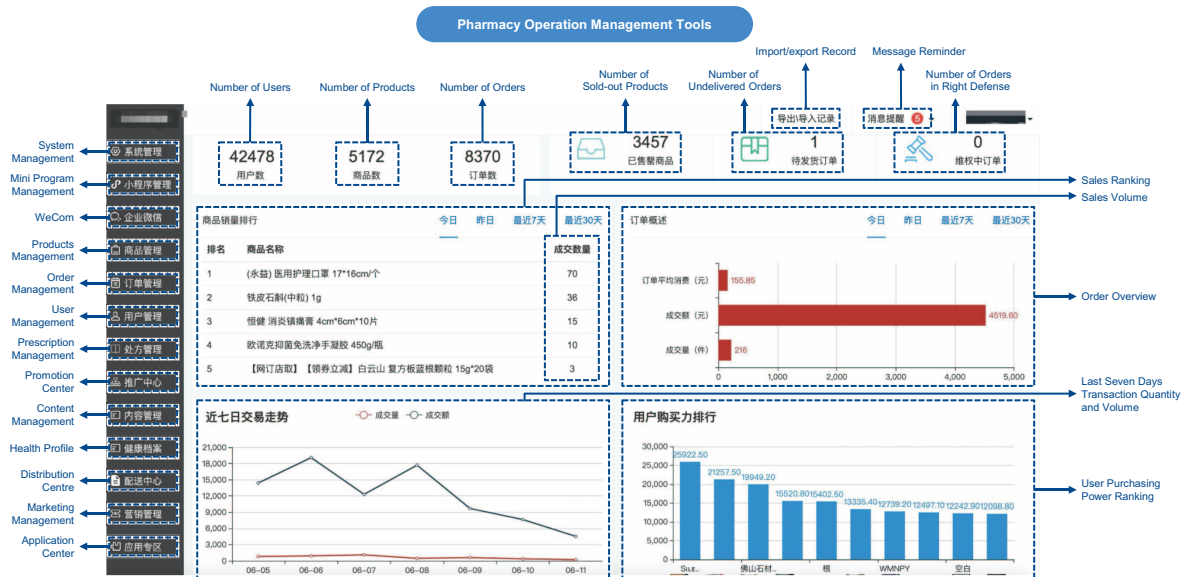 Pharmacy Operation Management Tools
Import/export Record
Message Reminder
Number of Users
Number of Products
Number of Orders
Number of
Sold-out Products
Number of
Undelivered Orders
Number of Orders
in Right Defense
导出\导入记录
消息提醒 5
42478
用户数
5172
商品数
8370
订单数
3457
已售罄商品
1
待发货订单
0
维权中订单
System
Management
系统管理
Mini Program
Management
小程序管理
WeCom
企业微信
Products
Management
商品管理
Order
Management
订单管理
User
Management
用户管理
Prescription
Management
处方管理
Promotion
Center
推广中心
Content
Management
内容管理
Health Profile
健康档案
Distribution
Centre
配送中心
Marketing
Management
营销管理
Application
Center
应用专区
商品销量排行
今日 昨日 最近7天 最近30天
排名 商品名称 成交数量
1 (永益) 医用护理口罩 17*16cm/个 70
2 铁皮石斛(中粒) 1g 36
3 恒健 消炎镇痛膏 4cm*6cm*10片 15
4 欧诺克抑菌免洗净手凝胶 450g/瓶 10
5 【网订店取】【领券立减】白云山 复方板蓝根颗粒 15g*20袋 3
订单概述
今日 昨日 最近7天 最近30天
订单平均消费（元） 155.85
成交额（元） 4519.60
成交量（件） 216
0 1,000 2,000 3,000 4,000 5,000
Sales Ranking
Sales Volume
Order Overview
Last Seven Days
Transaction Quantity
and Volume
User Purchasing
Power Ranking
近七日交易走势
成交量 成交额
21,000
18,000
15,000
12,000
9,000
6,000
3,000
0
06-05 06-06 06-07 06-08 06-09 06-10 06-11
用户购买力排行
30,000
25,000
20,000
15,000
10,000
5,000
0
25922.50 21257.50 19949.20 15520.80 15402.50 13335.40 12739.20 12497.10 12242.90 12098.80
SILE.. 佛山石材.. 根 WMNPY 空白